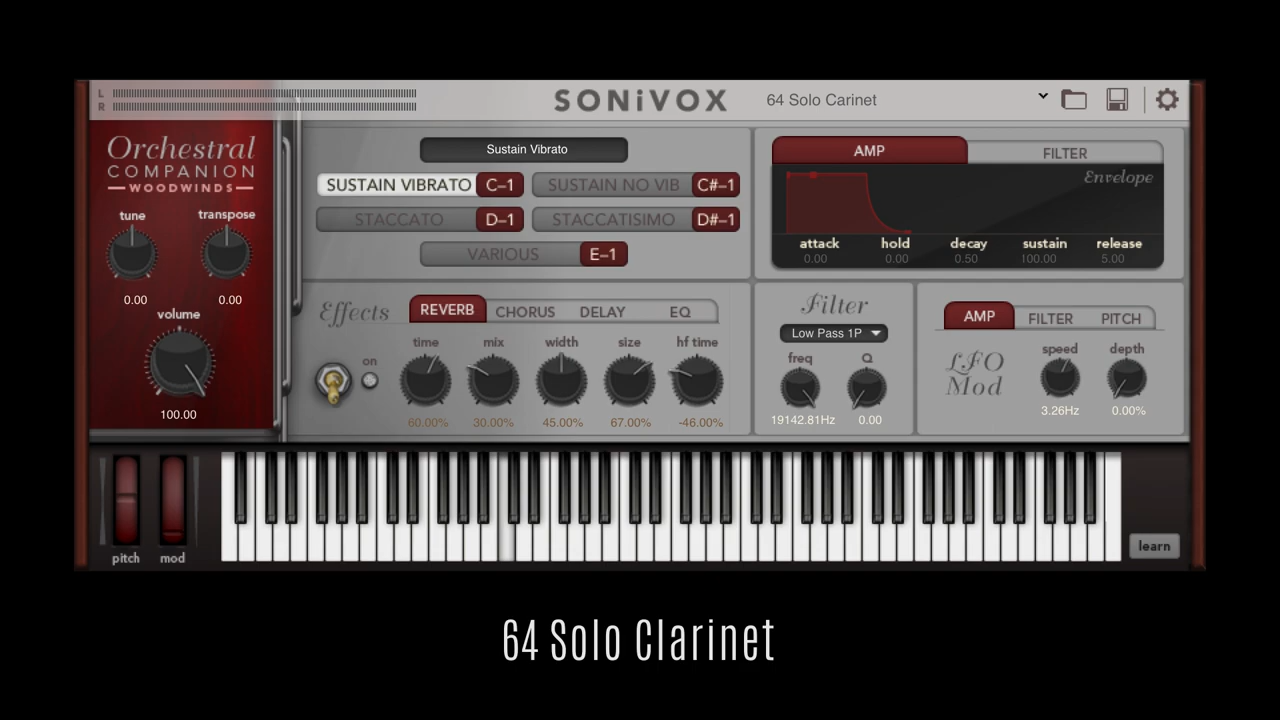 L
R
SONiVOX
64 Solo Carinet
Orchestral
COMPANION
WOODWINDS
tune
transpose
0.00
0.00
volume
100.00
Sustain Vibrato
SUSTAIN VIBRATO C–1
SUSTAIN NO VIB C#–1
STACCATO D–1
STACCATISIMO D#–1
VARIOUS E–1
AMP
FILTER
Envelope
attack hold decay sustain release
0.00 0.00 0.50 100.00 5.00
Effects
REVERB CHORUS DELAY EQ
on
time mix width size hf time
60.00% 30.00% 45.00% 67.00% -46.00%
Filter
Low Pass 1P
freq Q
19142.81Hz 0.00
AMP FILTER PITCH
LFO
Mod
speed depth
3.26Hz 0.00%
pitch mod
learn
64 Solo Clarinet